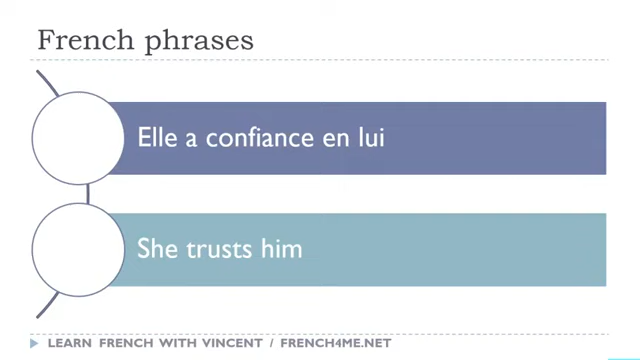 French phrases
Elle a confiance en lui
She trusts him
LEARN FRENCH WITH VINCENT / FRENCH4ME.NET